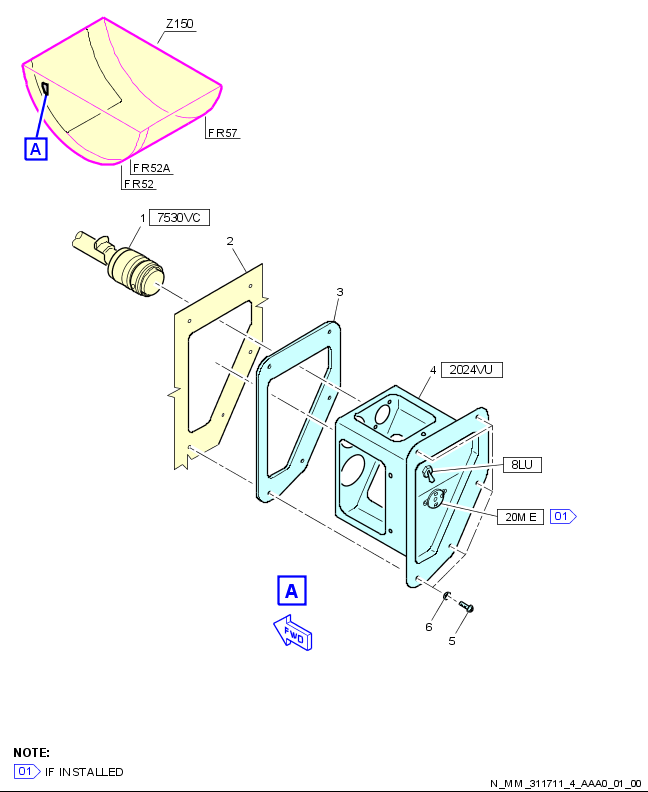 Z150
A
FR57
FR52A
FR52
1 7530VC
2
3
4 2024VU
8LU
20ME 01
A
FWD
6
5
NOTE:
01 IF INSTALLED
N_MM_311711_4_AAA0_01_00